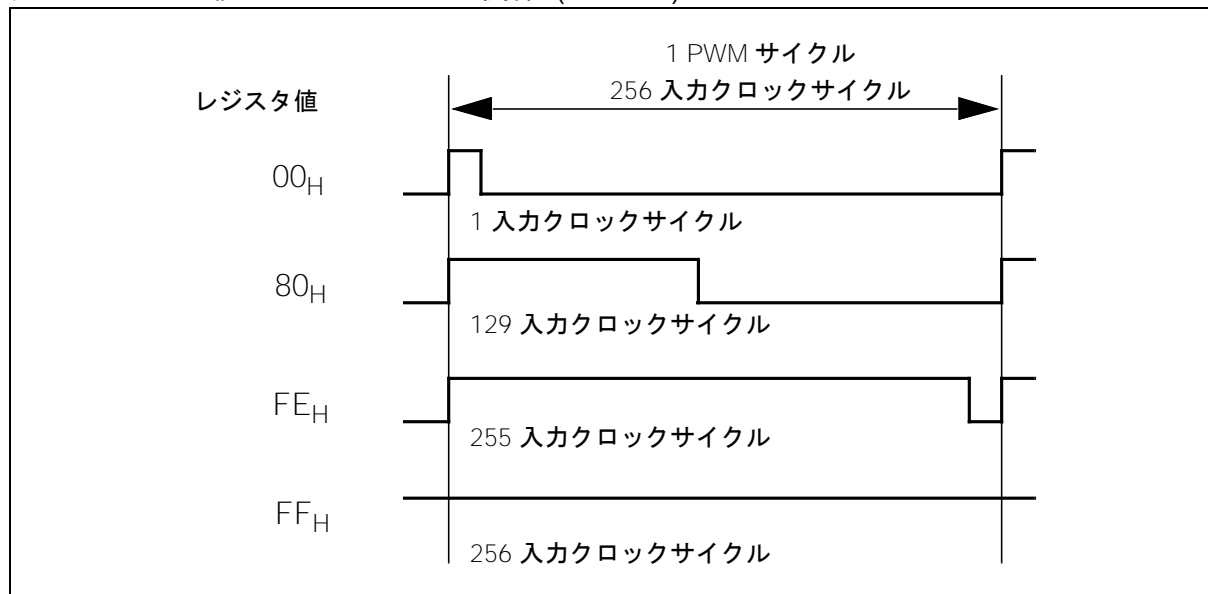 1 PWM サイクル
256 入力クロックサイクル
レジスタ値
00H
1 入力クロックサイクル
80H
129 入力クロックサイクル
FEH
255 入力クロックサイクル
FFH
256 入力クロックサイクル